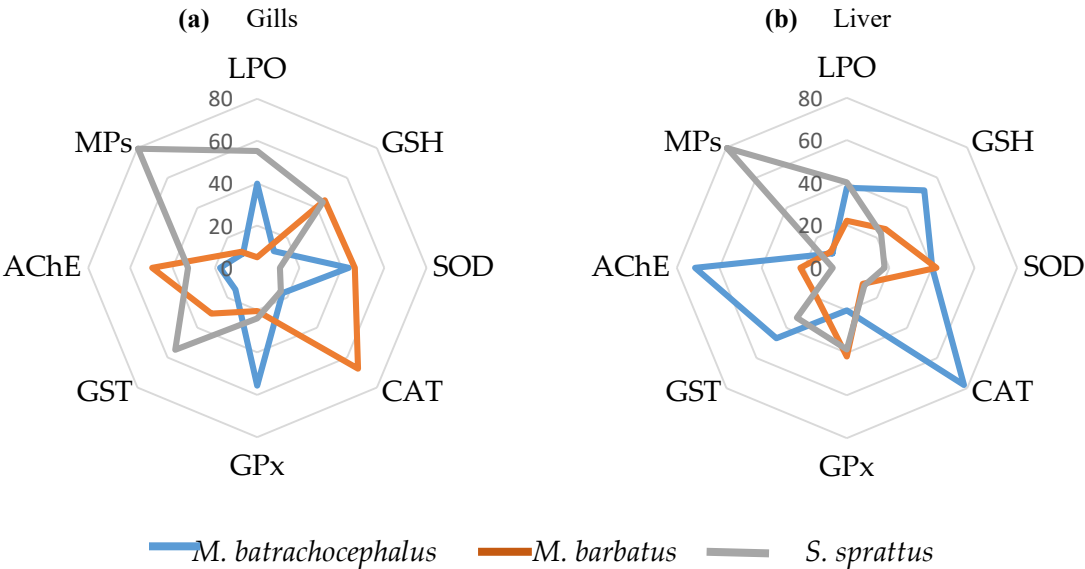 (a) Gills
(b) Liver
LPO
LPO
80
80
MPs
GSH
MPs
GSH
60
60
40
40
20
20
AChE
0
SOD
AChE
0
SOD
GST
CAT
GST
CAT
GPx
GPx
M. batrachocephalus
M. barbatus
S. sprattus